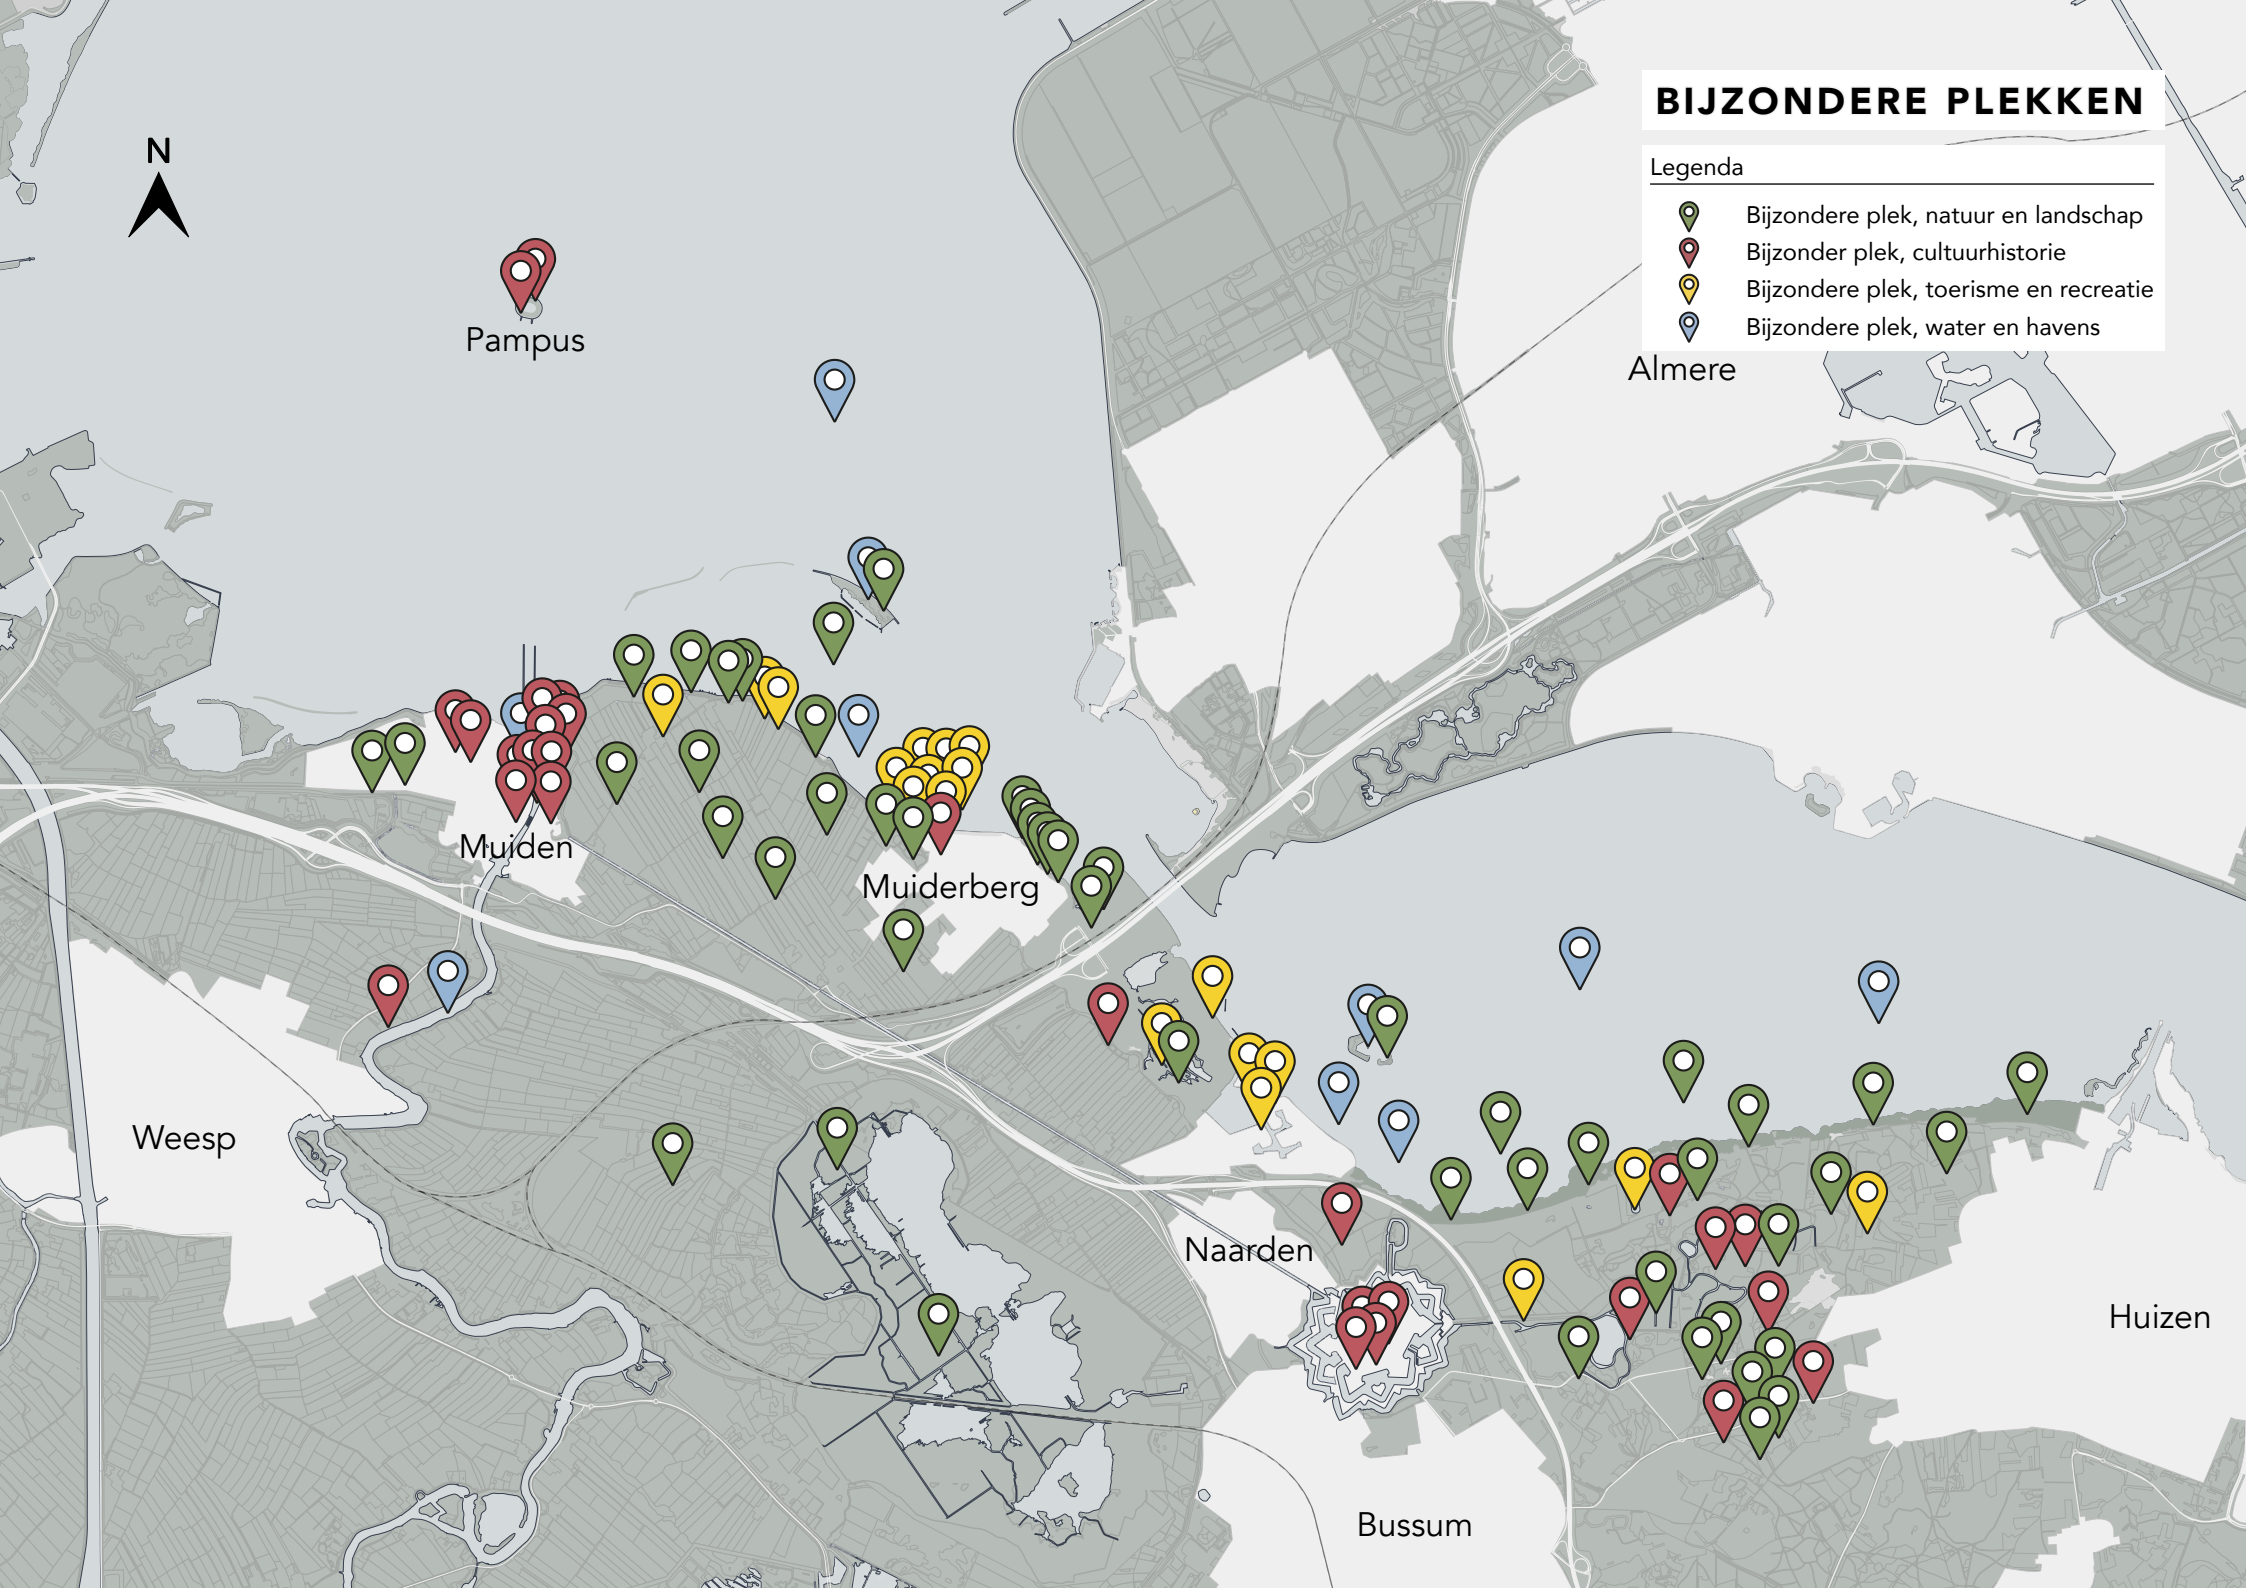 BIJZONDERE PLEKKEN
Legenda
Bijzondere plek, natuur en landschap
Bijzonder plek, cultuurhistorie
Bijzondere plek, toerisme en recreatie
Bijzondere plek, water en havens
N
Pampus
Almere
Muiden
Muiderberg
Weesp
Naarden
Huizen
Bussum